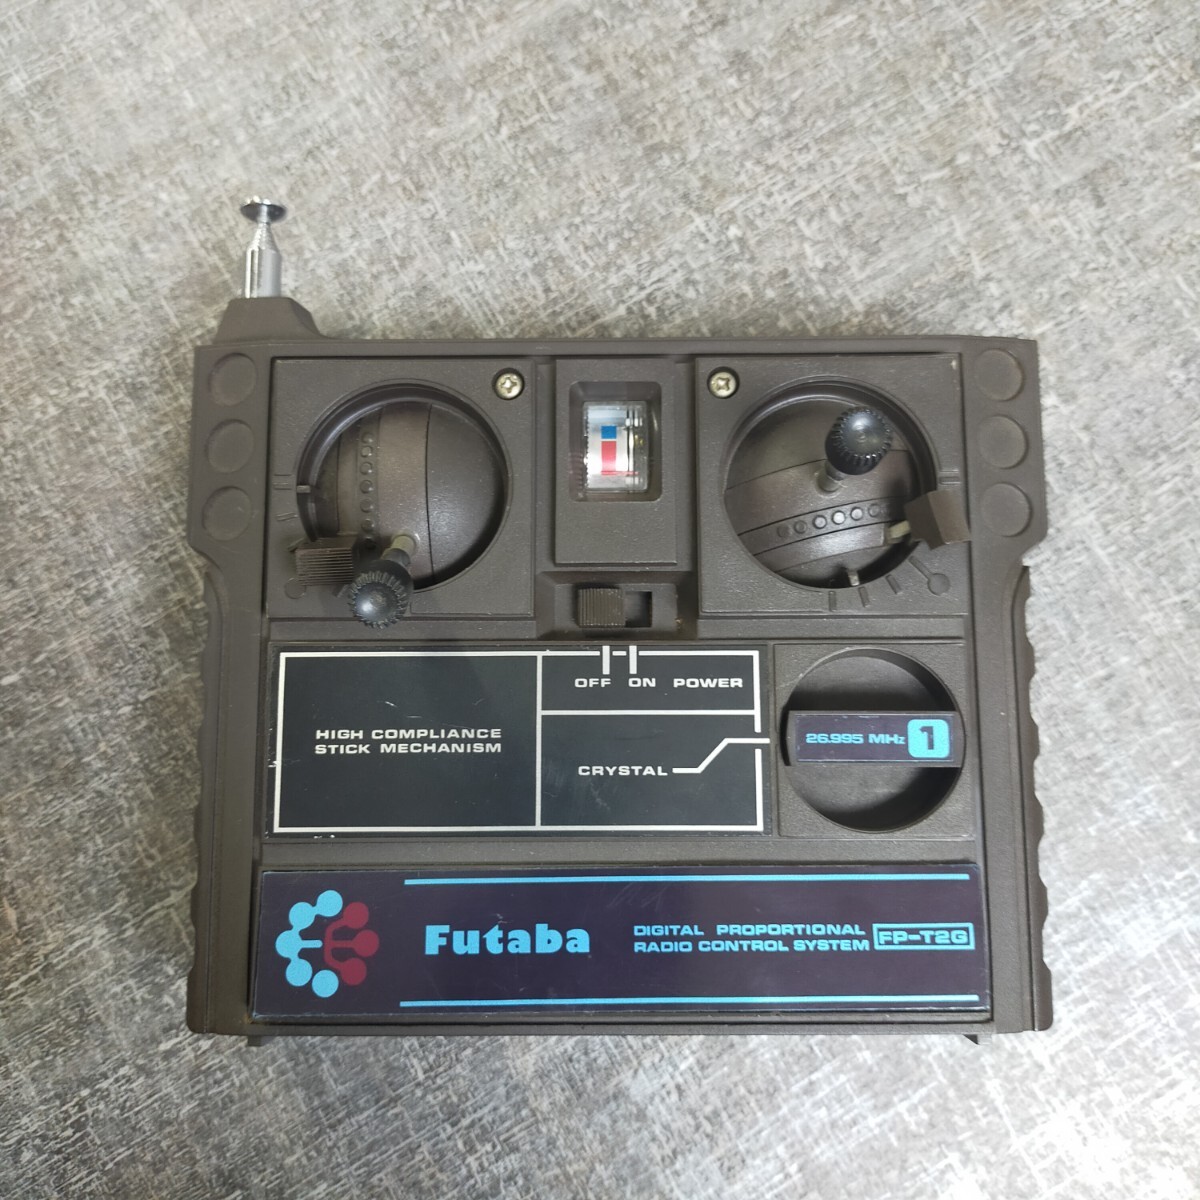 OFF ON POWER
HIGH COMPLIANCE
STICK MECHANISM
CRYSTAL
26.995 MHz 1
Futaba
DIGITAL PROPORTIONAL
RADIO CONTROL SYSTEM FP-T2G